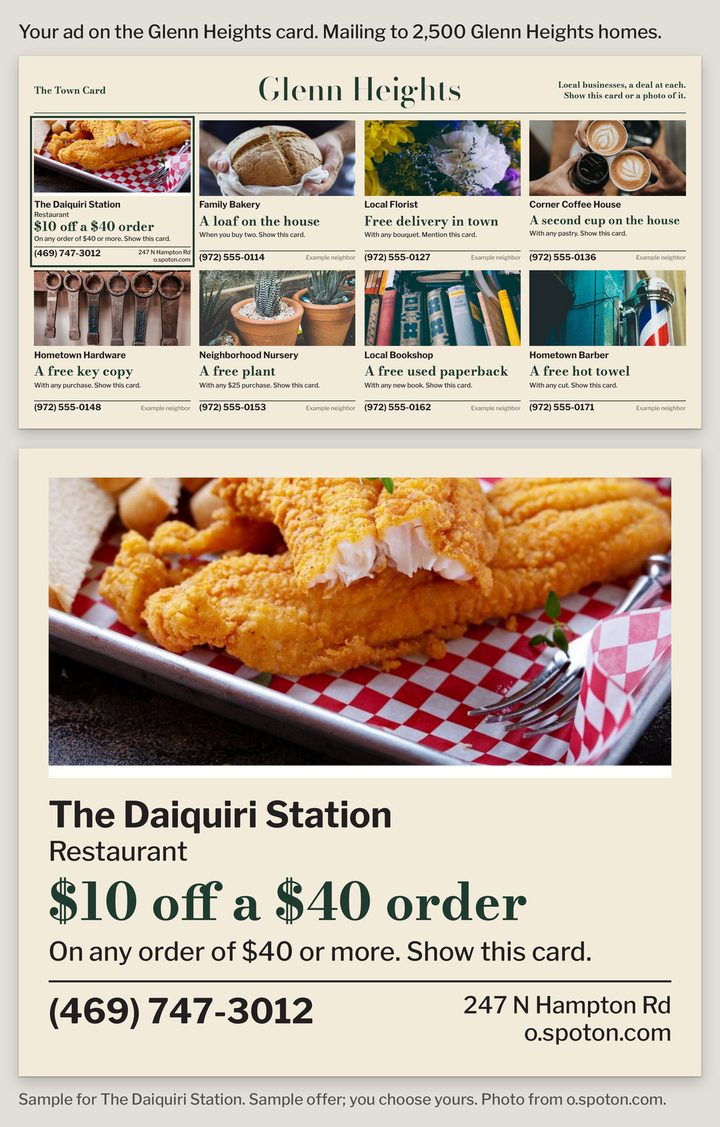 Your ad on the Glenn Heights card. Mailing to 2,500 Glenn Heights homes.
The Town Card
Glenn Heights
Local businesses, a deal at each.
Show this card or a photo of it.
The Daiquiri Station
Restaurant
$10 off a $40 order
On any order of $40 or more. Show this card.
(469) 747-3012
247 N Hampton Rd
o.spoton.com
Family Bakery
A loaf on the house
When you buy two. Show this card.
(972) 555-0114
Example neighbor
Local Florist
Free delivery in town
With any bouquet. Mention this card.
(972) 555-0127
Example neighbor
Corner Coffee House
A second cup on the house
With any pastry. Show this card.
(972) 555-0136
Example neighbor
Hometown Hardware
A free key copy
With any purchase. Show this card.
(972) 555-0148
Example neighbor
Neighborhood Nursery
A free plant
With any $25 purchase. Show this card.
(972) 555-0153
Example neighbor
Local Bookshop
A free used paperback
With any new book. Show this card.
(972) 555-0162
Example neighbor
Hometown Barber
A free hot towel
With any cut. Show this card.
(972) 555-0171
Example neighbor
The Daiquiri Station
Restaurant
$10 off a $40 order
On any order of $40 or more. Show this card.
(469) 747-3012
247 N Hampton Rd
o.spoton.com
Sample for The Daiquiri Station. Sample offer; you choose yours. Photo from o.spoton.com.